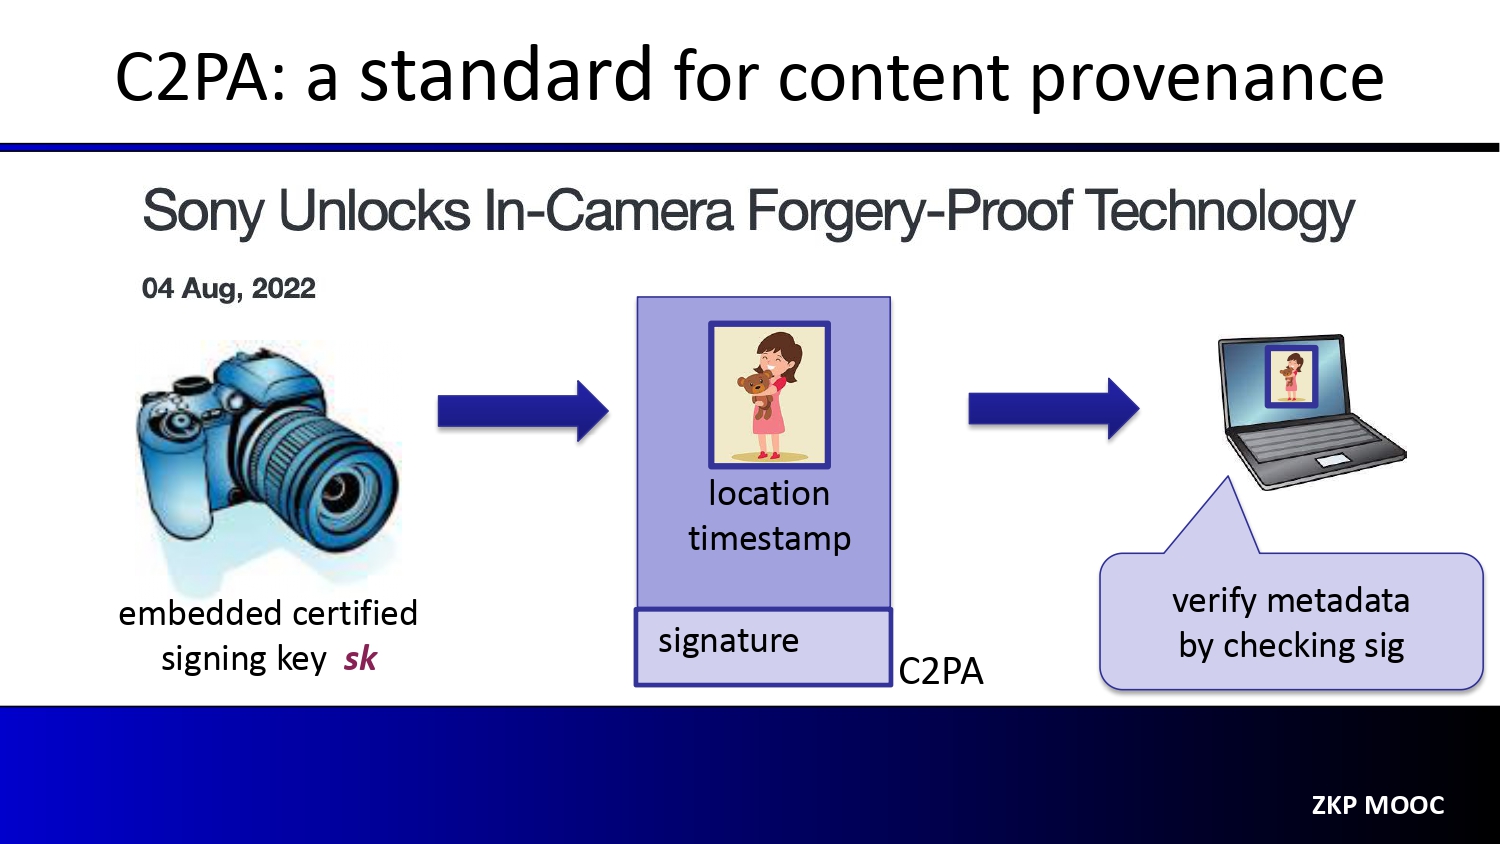 C2PA: a standard for content provenance
Sony Unlocks In-Camera Forgery-Proof Technology
04 Aug, 2022
embedded certified
signing key sk
location
timestamp
signature
C2PA
verify metadata
by checking sig
ZKP MOOC